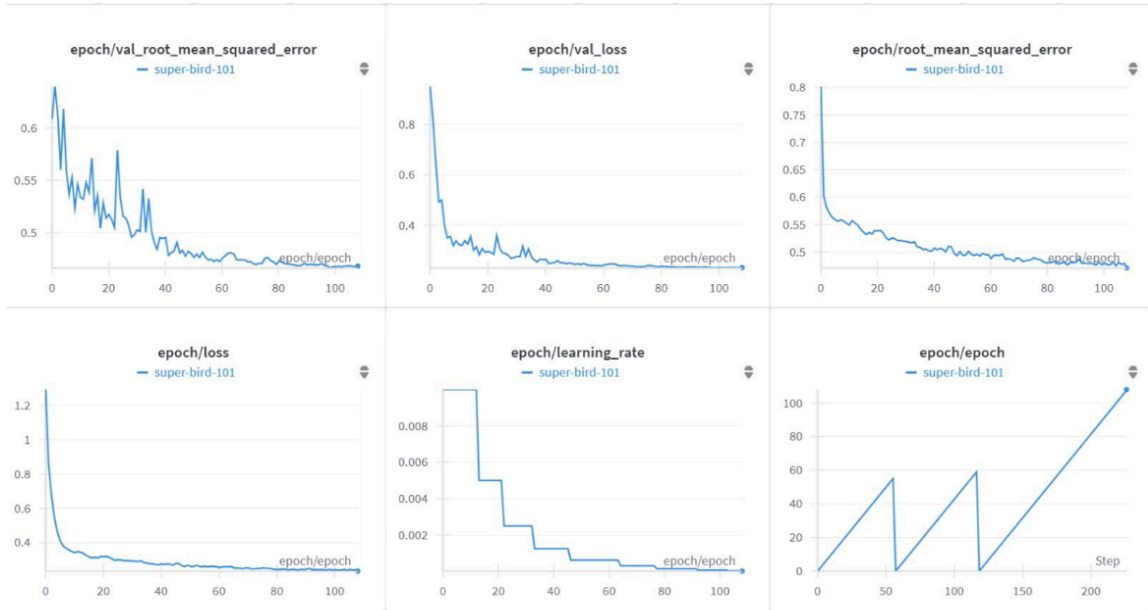 epoch/val_root_mean_squared_error
super-bird-101
0.6
0.55
0.5
epoch/epoch
0 20 40 60 80 100
epoch/val_loss
super-bird-101
0.8
0.6
0.4
epoch/epoch
0 20 40 60 80 100
epoch/root_mean_squared_error
super-bird-101
0.8
0.75
0.7
0.65
0.6
0.55
0.5
epoch/epoch
0 20 40 60 80 100
epoch/loss
super-bird-101
1.2
1
0.8
0.6
0.4
epoch/epoch
0 20 40 60 80 100
epoch/learning_rate
super-bird-101
0.008
0.006
0.004
0.002
epoch/epoch
0 20 40 60 80 100
epoch/epoch
super-bird-101
100
80
60
40
20
0
Step
0 50 100 150 200